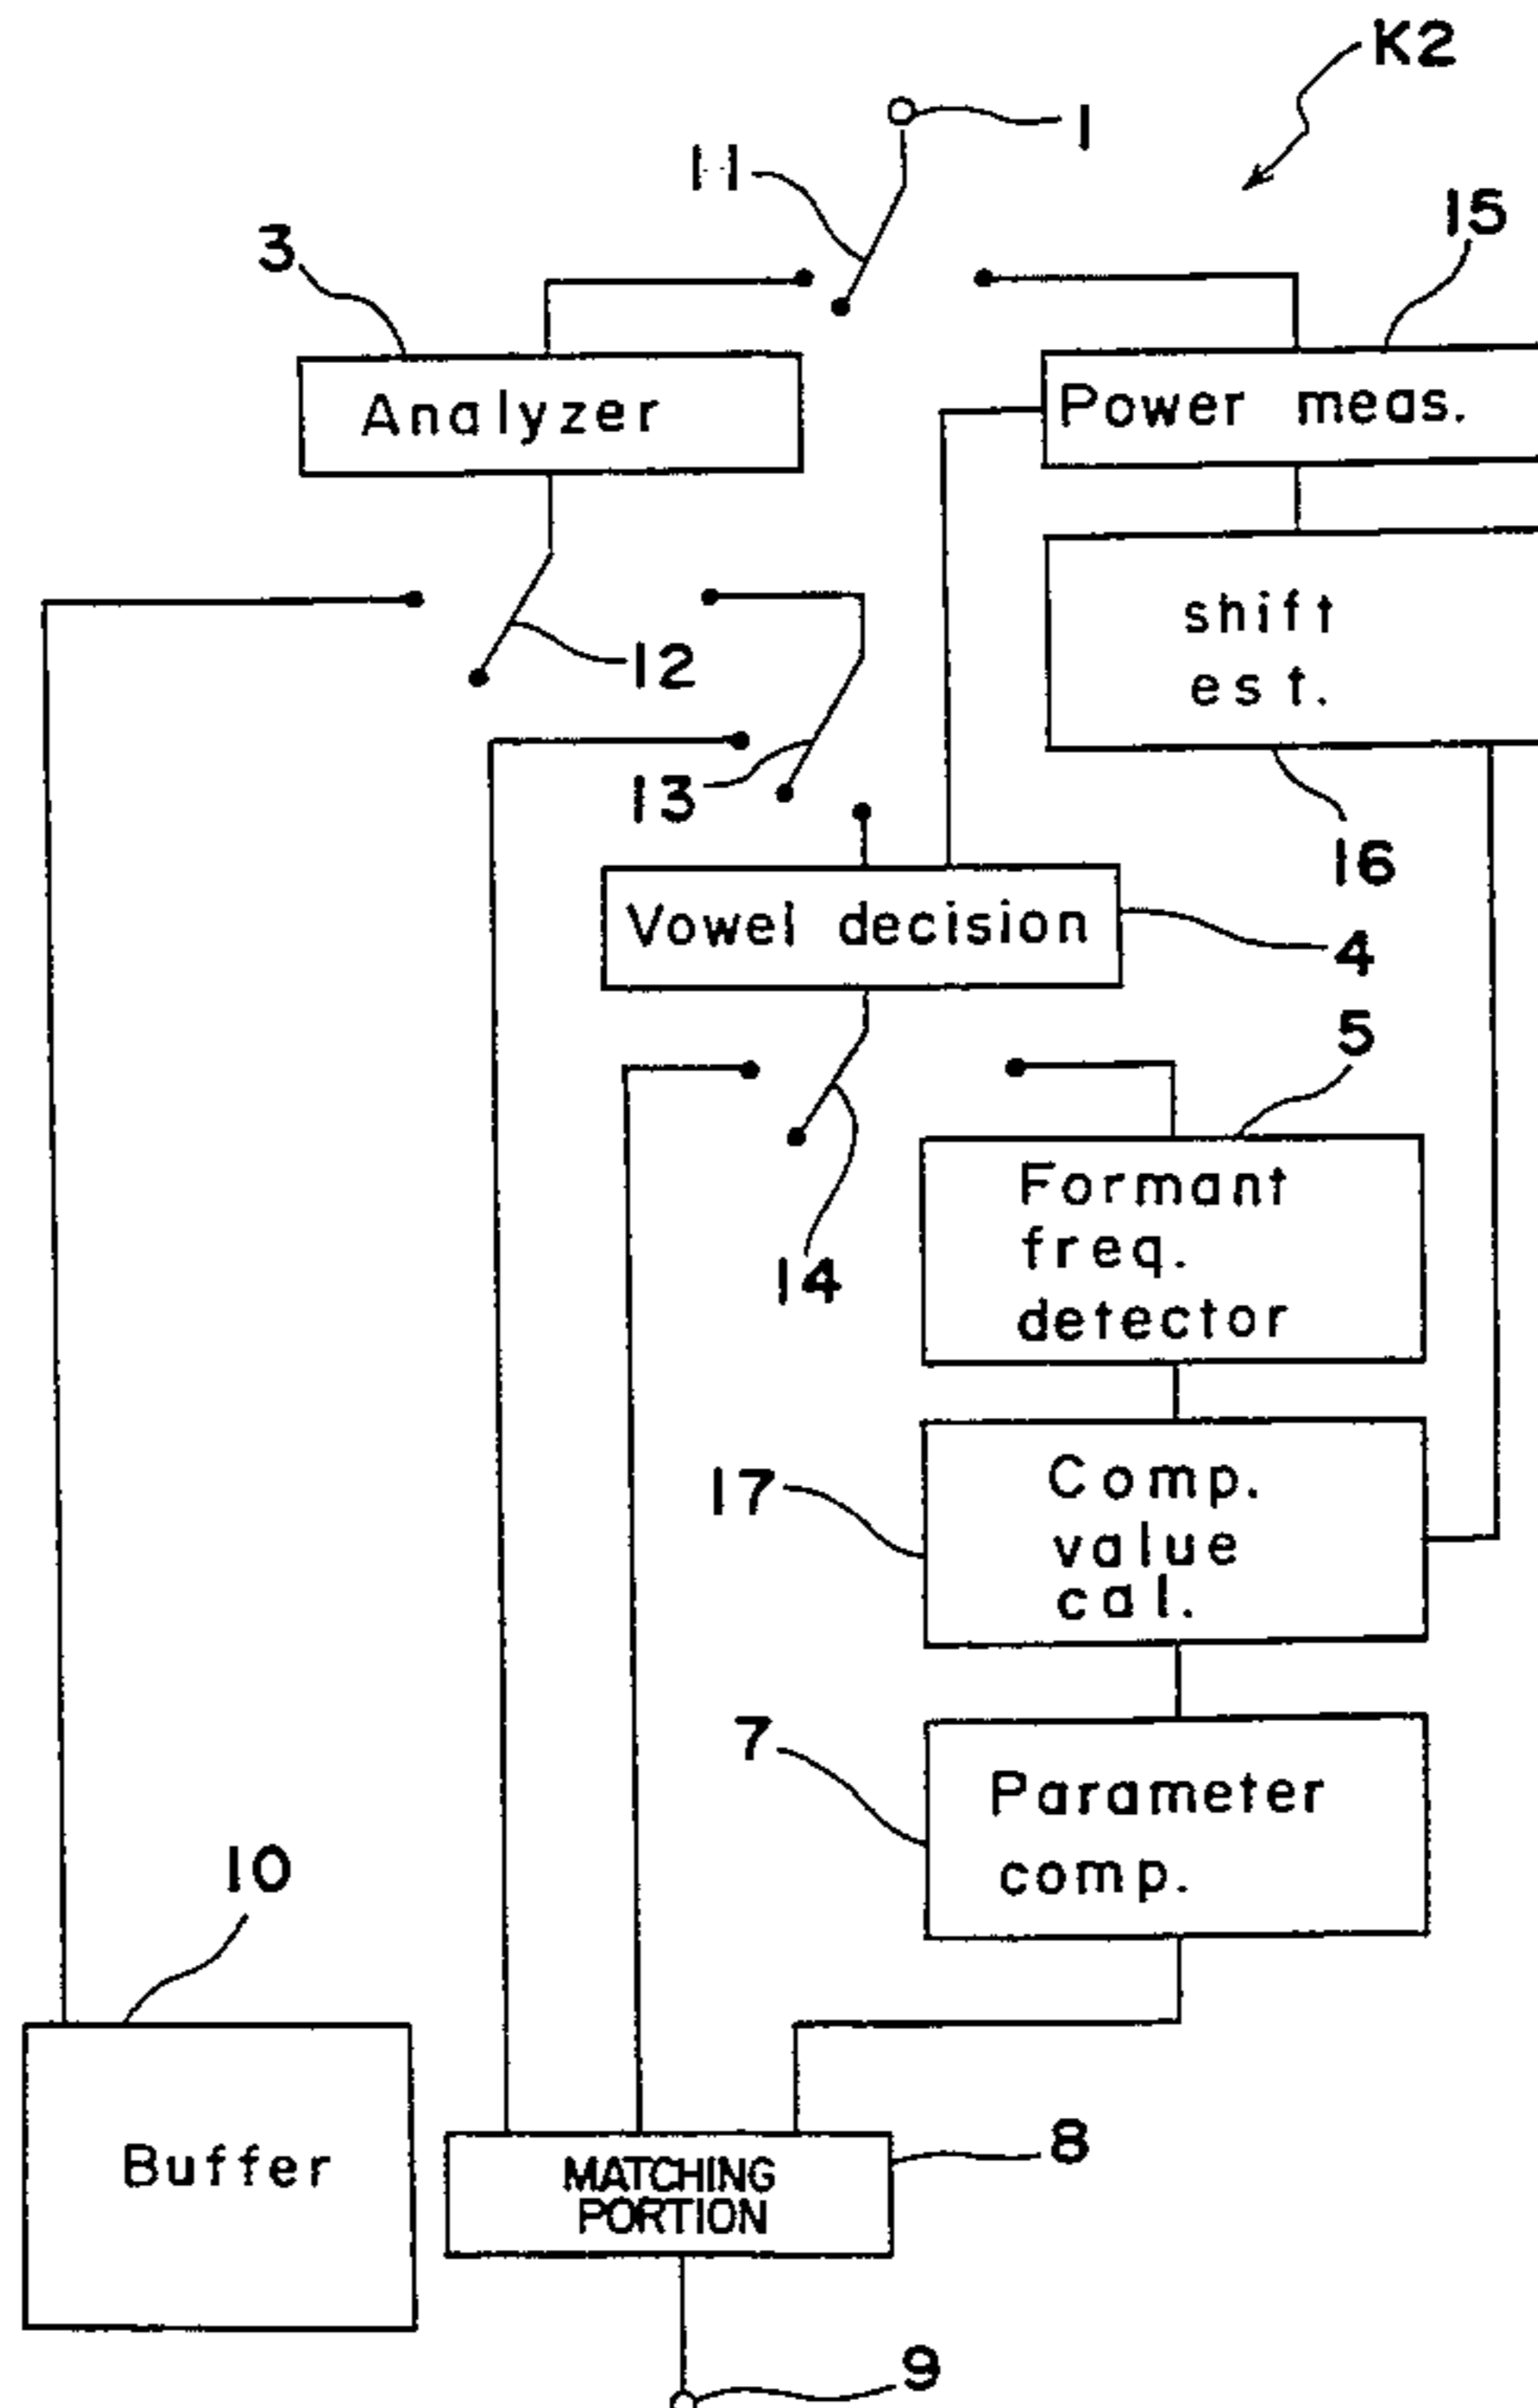 K2
1
11
3
15
Analyzer
Power meas.
shift
est.
12
13
16
Vowel decision
4
5
14
Formant
freq.
detector
17
Comp.
value
cal.
7
Parameter
comp.
10
Buffer
8
MATCHING
PORTION
9